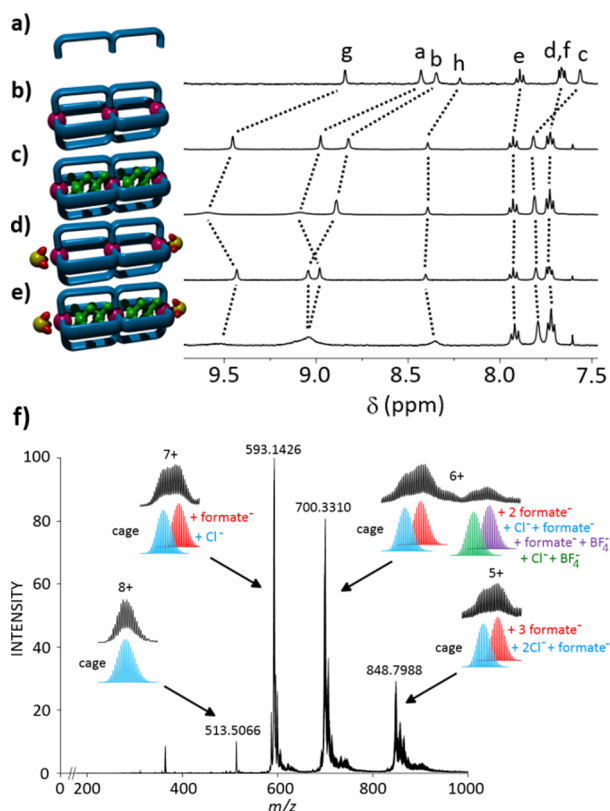 a)
g a b h e d,f c
b)
c)
d)
e)
9.5 9.0 8.5 8.0 7.5
δ (ppm)
f)
7+
593.1426
100
6+
700.3310
cage
+ formate⁻
+ Cl⁻
cage
+ 2 formate⁻
+ Cl⁻+ formate⁻
+ formate⁻ + BF₄⁻
+ Cl⁻+ BF₄⁻
80
8+
5+
60
INTENSITY
cage
cage
+ 3 formate⁻
+ 2Cl⁻+ formate⁻
40
848.7988
20
513.5066
0
0 200 400 600 800 1000
m/z